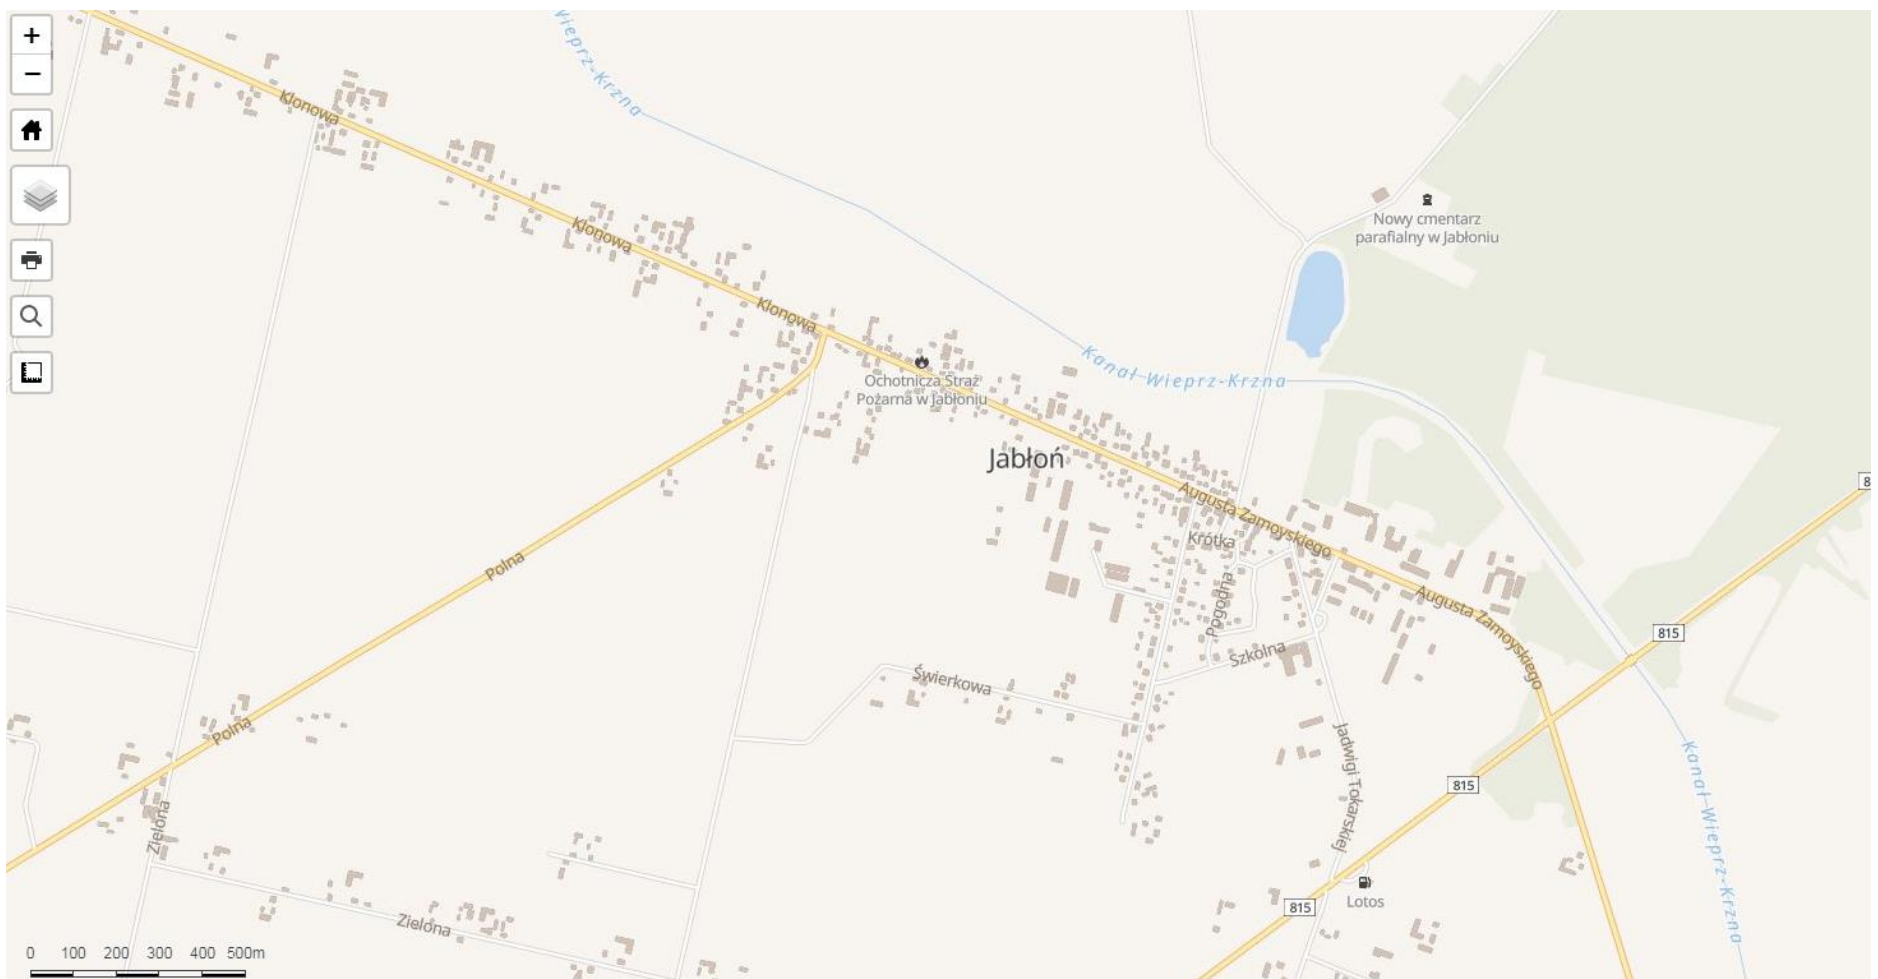 +
Wieprz-Krzna
−
Klonowa
Nowy cmentarz
parafialny w Jabłoniu
Klonowa
Klonowa
Ochotnicza Straż
Pożarna w Jabłoniu
Kanał Wieprz-Krzna
Jabłoń
8
Augusta Zamoyskiego
Krótka
Polna
Pogodna
Augusta Zamoyskiego
815
Szkolna
Świerkowa
Polna
Jadwigi Tokarskiej
Kanał Wieprz-Krzna
815
Zielona
Lotos
815
Zielona
0 100 200 300 400 500m